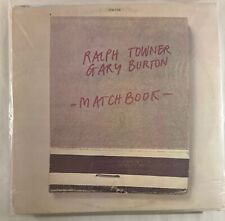 RALPH TOWNER
GARY BURTON
-MATCHBOOK-